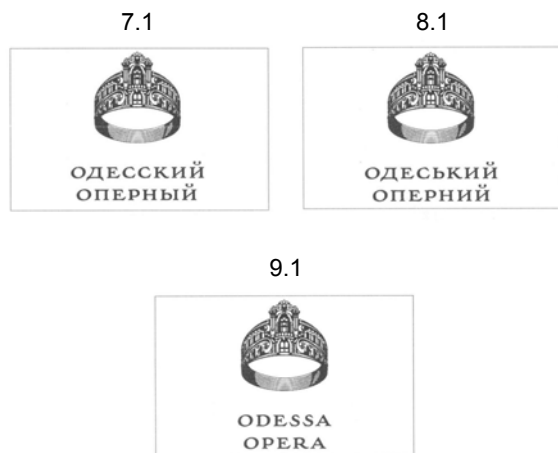 7.1
8.1
ОДЕССКИЙ
ОПЕРНЫЙ
ОДЕСЬКИЙ
ОПЕРНИЙ
9.1
ODESSA
OPERA